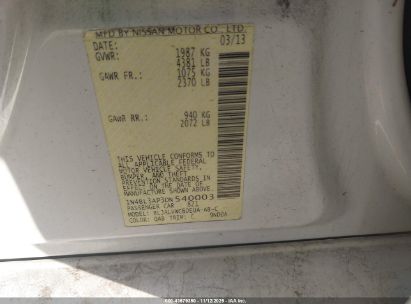 MFD BY NISSAN MOTOR CO., LTD.
DATE: 03/13
GVWR: 1987 KG
4381 LB
GAWR FR.: 1075 KG
2370 LB
GAWR RR.: 940 KG
2072 LB
THIS VEHICLE CONFORMS TO ALL
APPLICABLE FEDERAL
MOTOR VEHICLE SAFETY, BUMPER
AND THEFT PREVENTION
STANDARDS IN EFFECT
ON THE DATE OF
MANUFACTURE SHOWN ABOVE.
1N4BL3AP3DN540003
PASSENGER CAR
COLOR: QAB TRIM: C